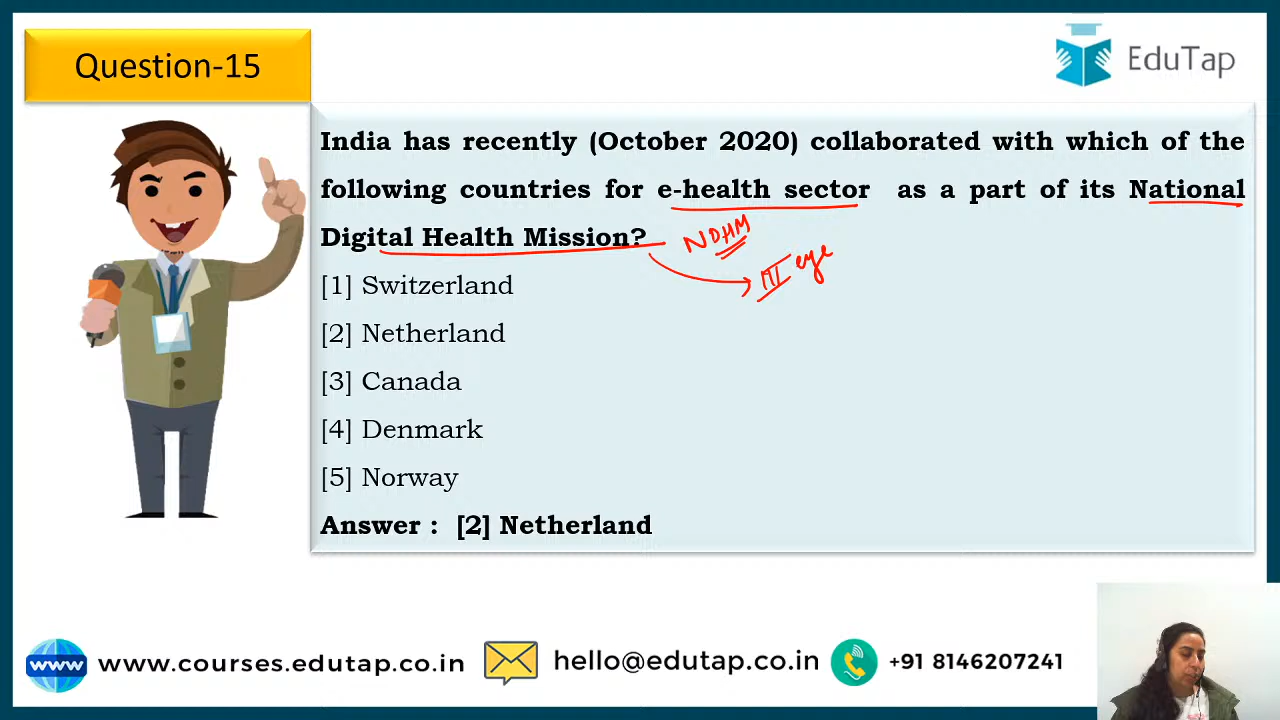 Question-15
EduTap
India has recently (October 2020) collaborated with which of the
following countries for e-health sector as a part of its National
Digital Health Mission?
NDHM
III eye
[1] Switzerland
[2] Netherland
[3] Canada
[4] Denmark
[5] Norway
Answer : [2] Netherland
www
www.courses.edutap.co.in
hello@edutap.co.in
+91 8146207241